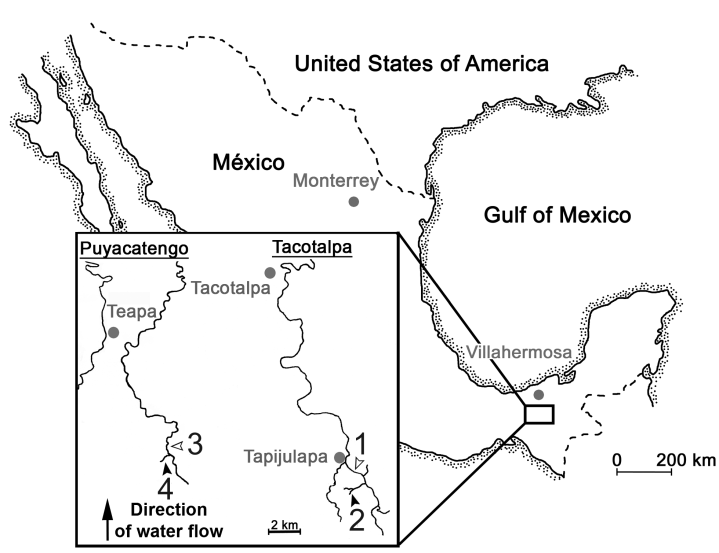 United States of America
México
Monterrey
Gulf of Mexico
Puyacatengo
Tacotalpa
Tacotalpa
Teapa
Villahermosa
3
1
Tapijulapa
4
2
Direction
of water flow
2 km
0 200 km